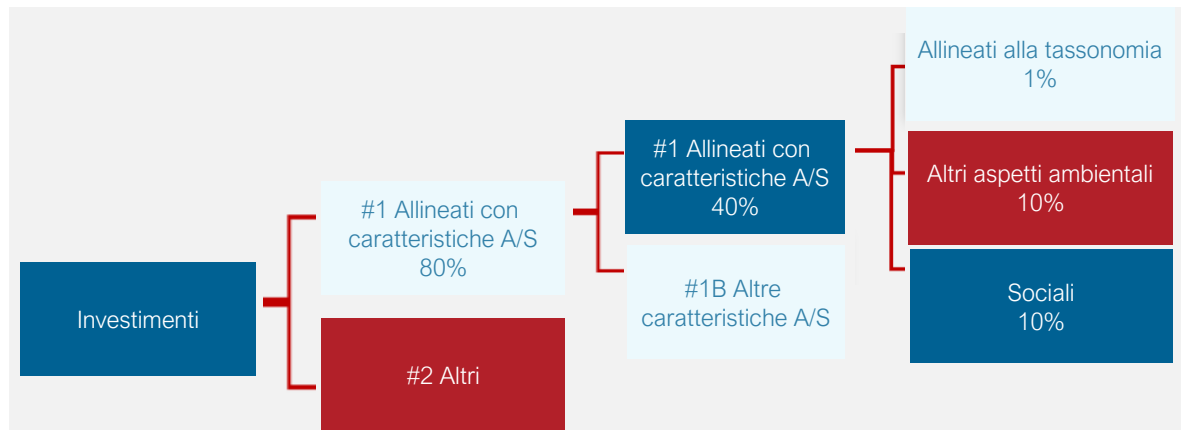 Investimenti
#1 Allineati con
caratteristiche A/S
80%
#2 Altri
#1 Allineati con
caratteristiche A/S
40%
#1B Altre
caratteristiche A/S
Allineati alla tassonomia
1%
Altri aspetti ambientali
10%
Sociali
10%